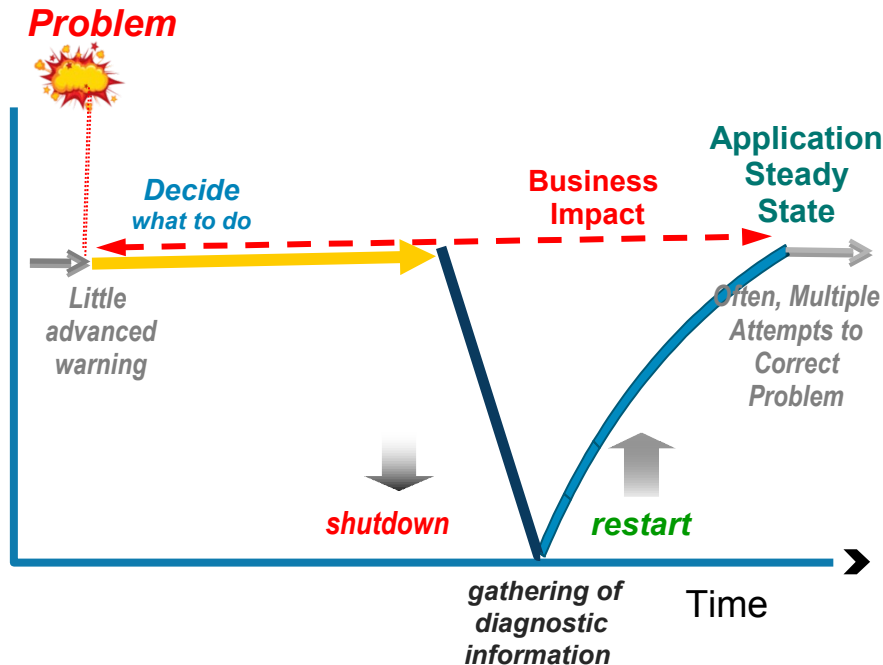 Problem
Decide
what to do
Business
Impact
Application
Steady
State
Little
advanced
warning
Often, Multiple
Attempts to
Correct
Problem
shutdown
restart
gathering of
diagnostic
information
Time